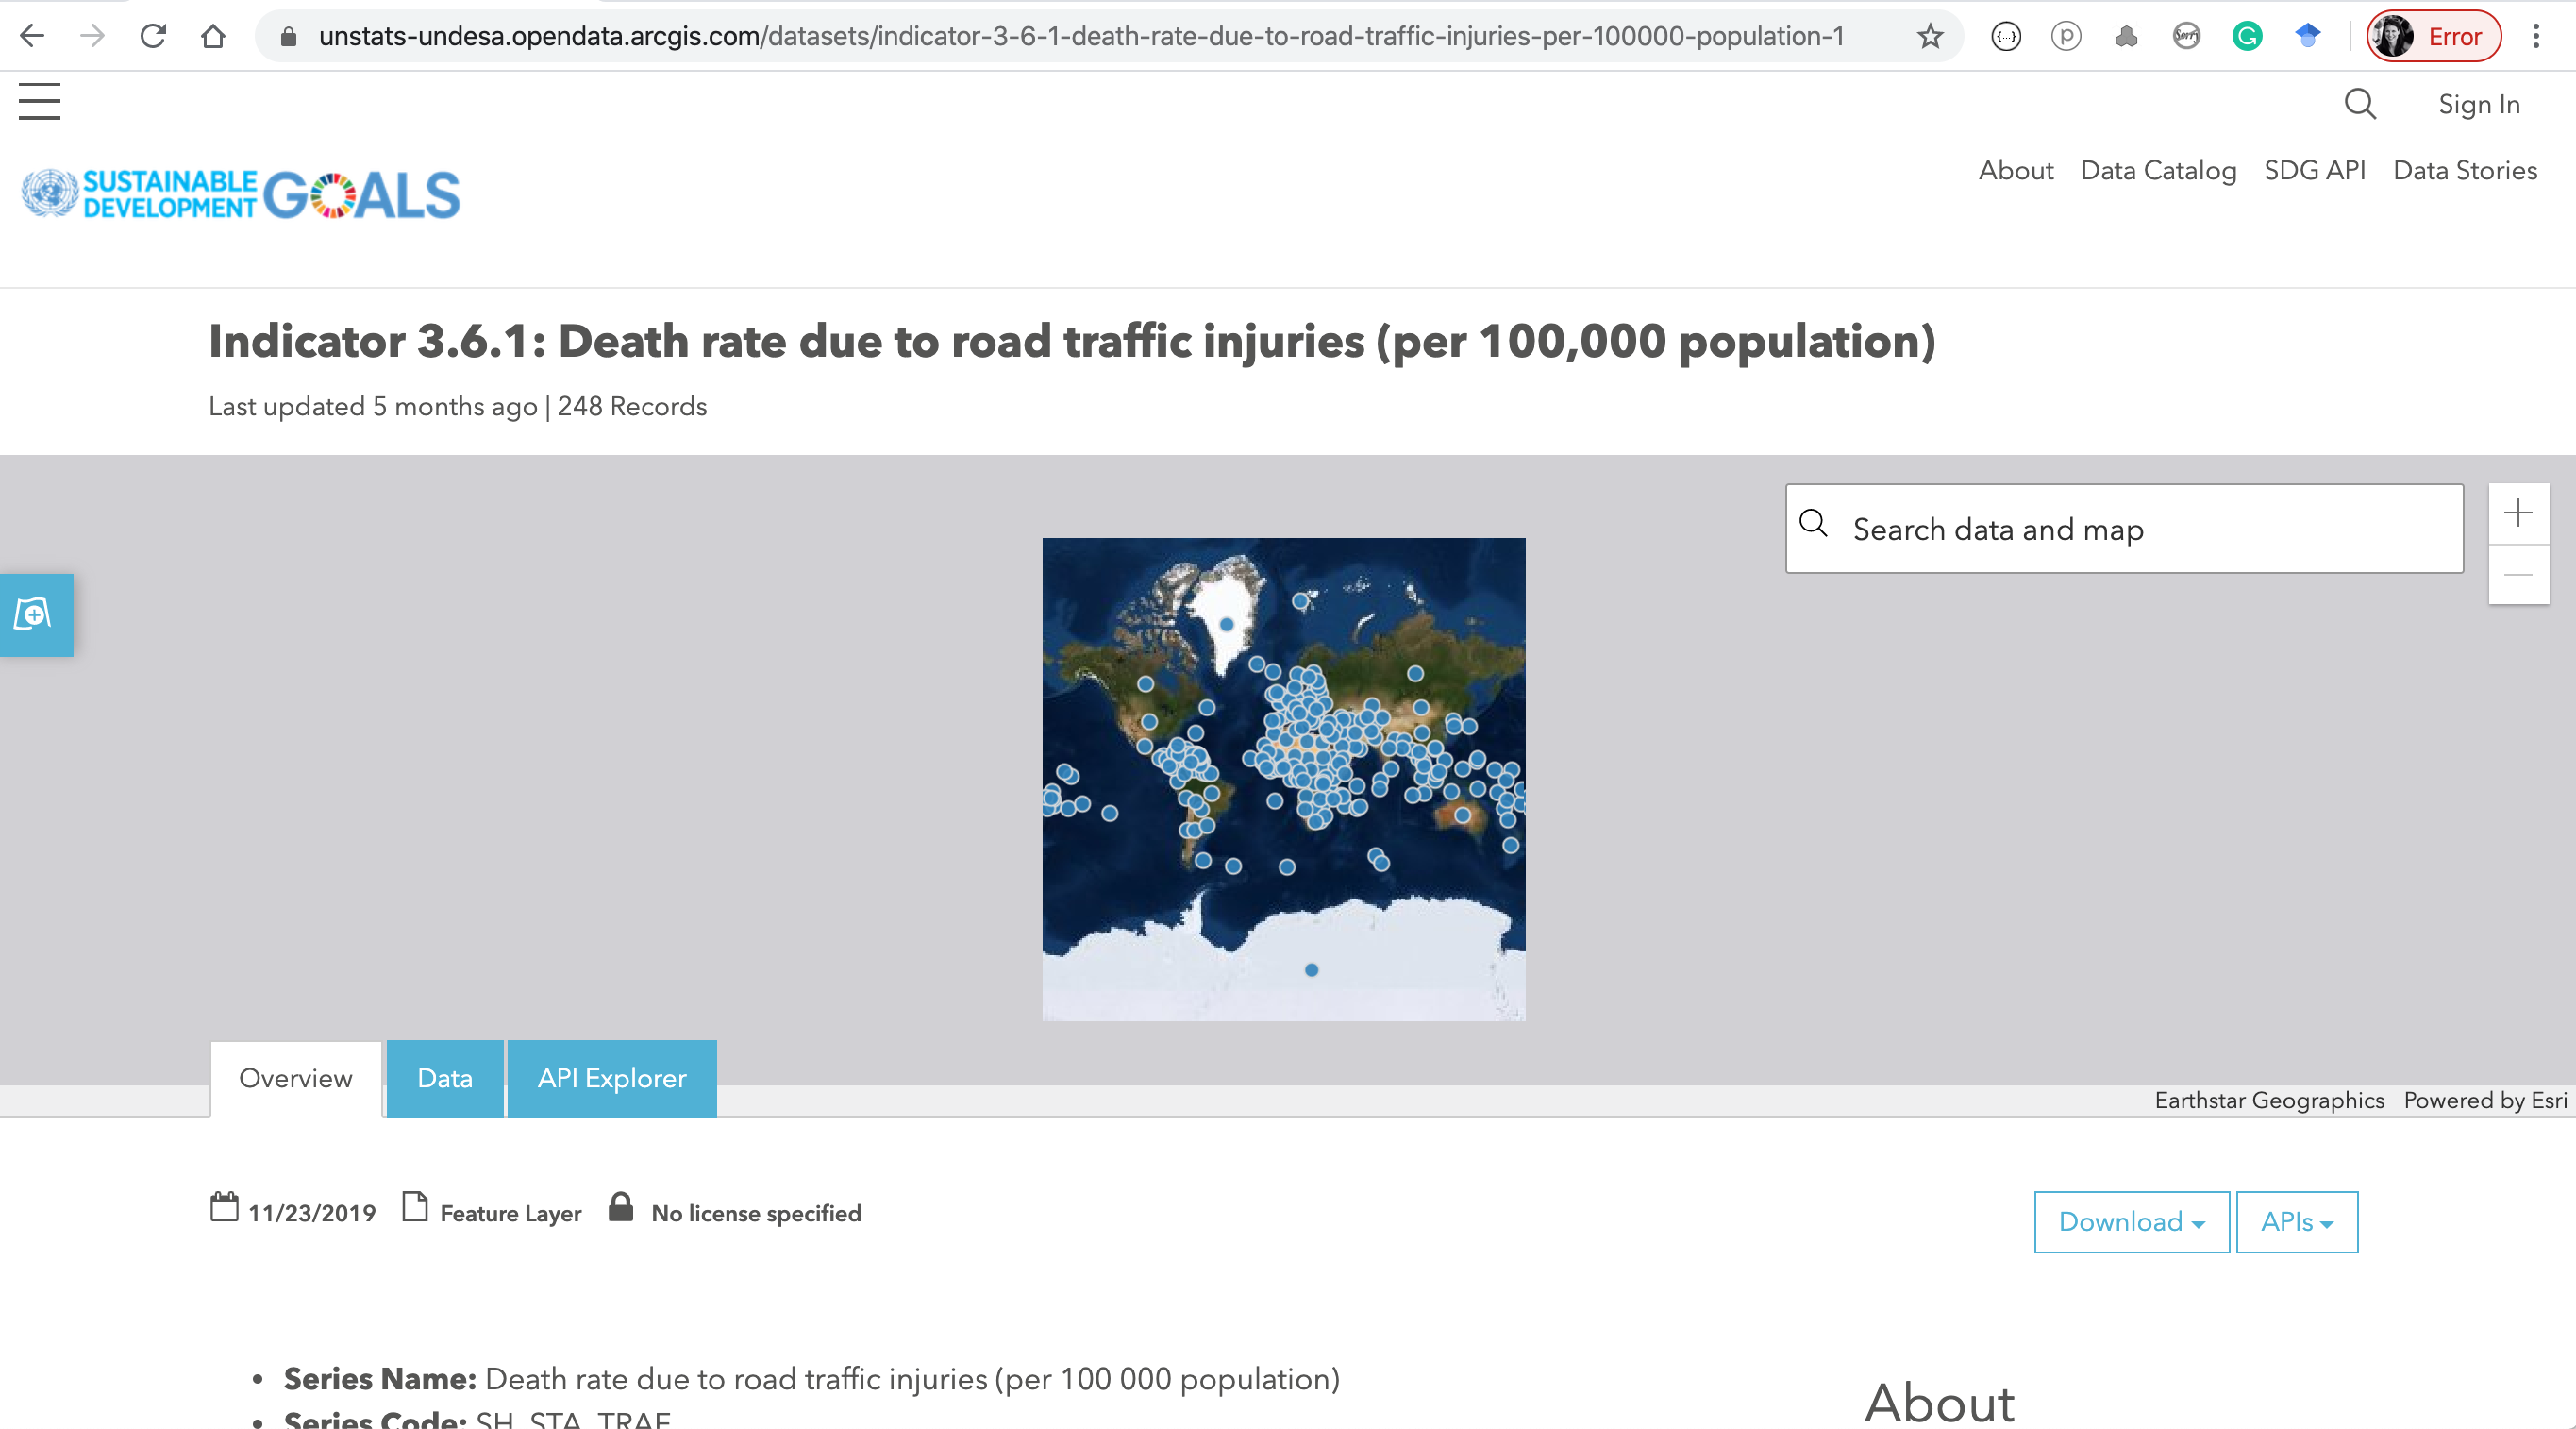 unstats-undesa.opendata.arcgis.com/datasets/indicator-3-6-1-death-rate-due-to-road-traffic-injuries-per-100000-population-1
Error
Sign In
SUSTAINABLE DEVELOPMENT GOALS
About Data Catalog SDG API Data Stories
Indicator 3.6.1: Death rate due to road traffic injuries (per 100,000 population)
Last updated 5 months ago | 248 Records
Search data and map
Overview Data API Explorer
Earthstar Geographics Powered by Esri
11/23/2019 Feature Layer No license specified
Download APIs
• Series Name: Death rate due to road traffic injuries (per 100 000 population)
About
• Series Code: SH_STA_TRAF